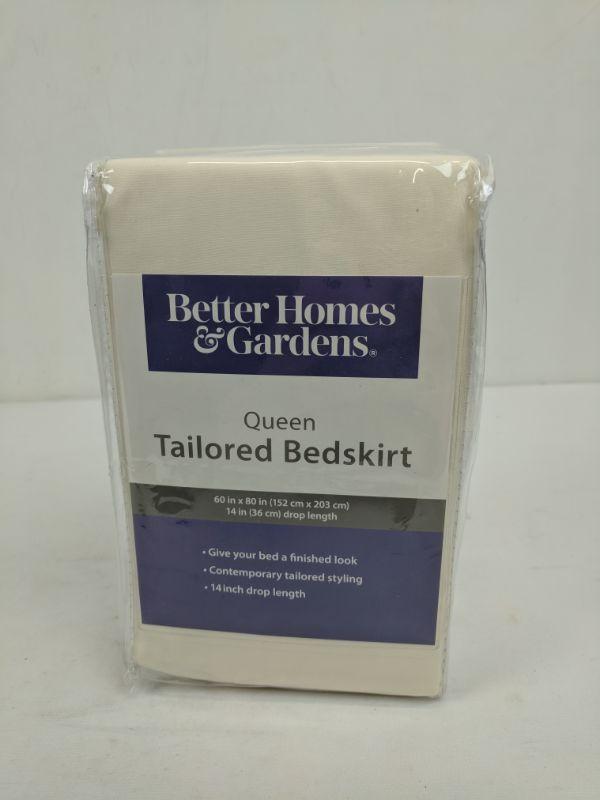 Better Homes
& Gardens®
Queen
Tailored Bedskirt
60 in x 80 in (152 cm x 203 cm)
14 in (36 cm) drop length
• Give your bed a finished look
• Contemporary tailored styling
• 14 inch drop length